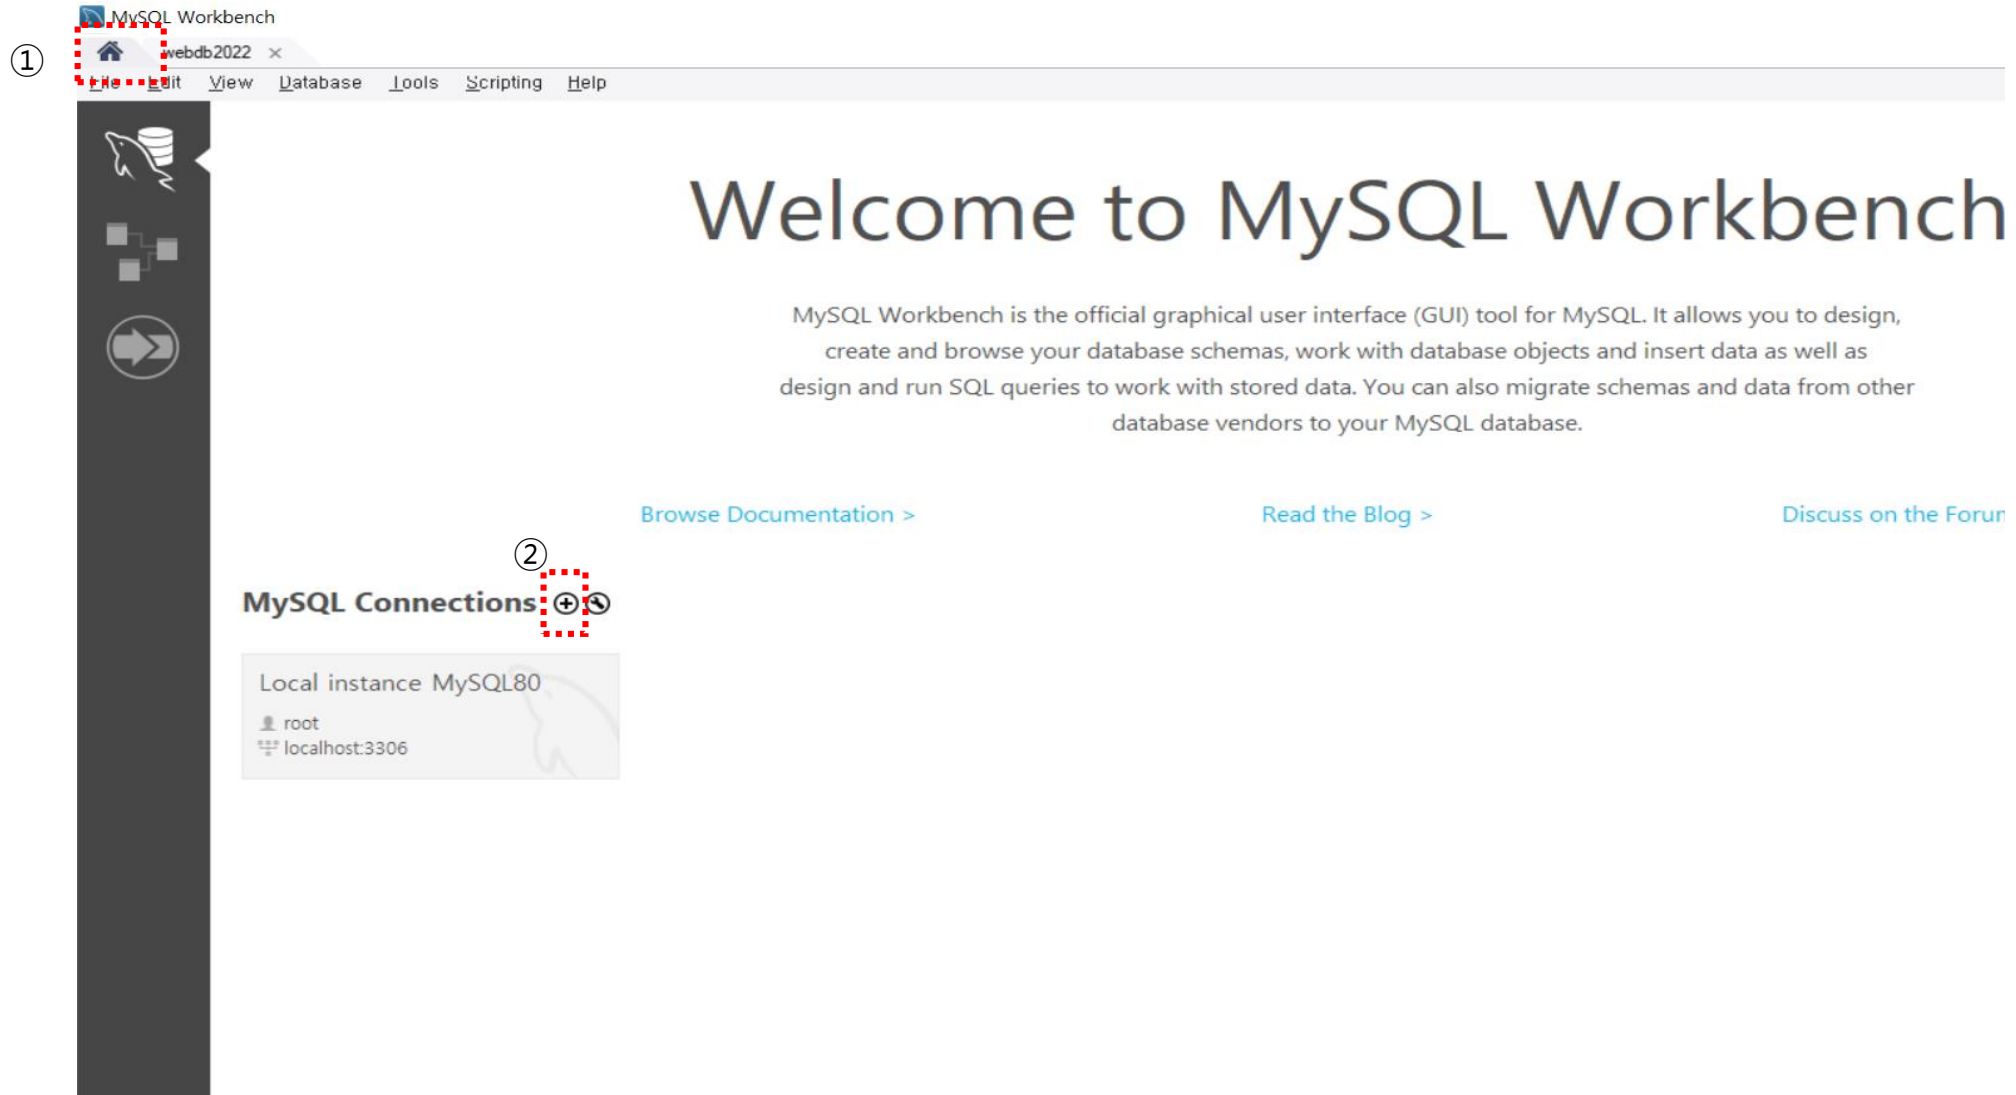 MySQL Workbench
①
webdb2022 ×
File Edit View Database Tools Scripting Help
Welcome to MySQL Workbench
MySQL Workbench is the official graphical user interface (GUI) tool for MySQL. It allows you to design,
create and browse your database schemas, work with database objects and insert data as well as
design and run SQL queries to work with stored data. You can also migrate schemas and data from other
database vendors to your MySQL database.
Browse Documentation > Read the Blog > Discuss on the Forum
②
MySQL Connections
Local instance MySQL80
root
localhost:3306